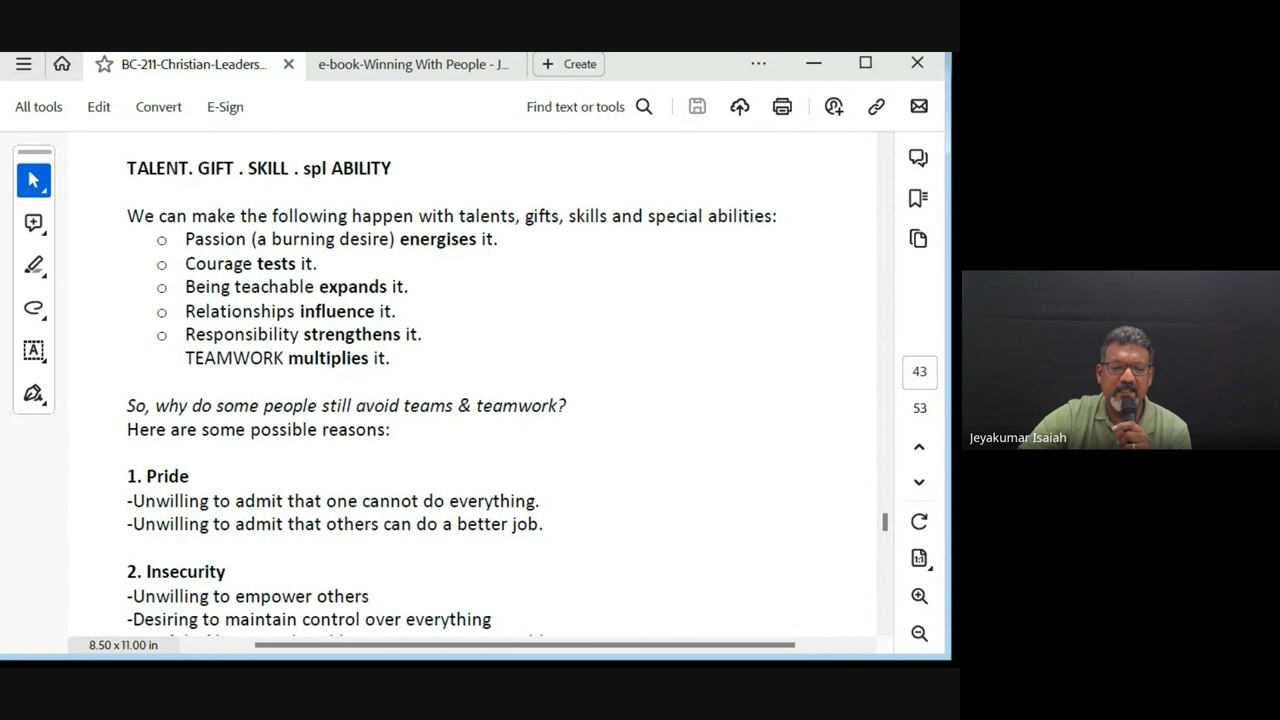 BC-211-Christian-Leaders...
e-book-Winning With People - J...
Create
All tools
Edit
Convert
E-Sign
Find text or tools
TALENT. GIFT . SKILL . spl ABILITY
We can make the following happen with talents, gifts, skills and special abilities:
Passion (a burning desire) energises it.
Courage tests it.
Being teachable expands it.
Relationships influence it.
Responsibility strengthens it.
TEAMWORK multiplies it.
So, why do some people still avoid teams & teamwork?
Here are some possible reasons:
1. Pride
-Unwilling to admit that one cannot do everything.
-Unwilling to admit that others can do a better job.
2. Insecurity
-Unwilling to empower others
-Desiring to maintain control over everything
8.50 x 11.00 in
43
53
1:1
Jeyakumar Isaiah